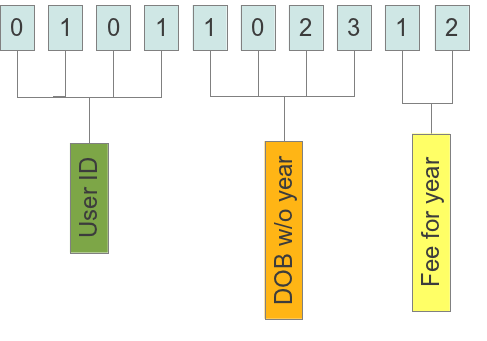 0 1 0 1 1 0 2 3 1 2
User ID
DOB w/o year
Fee for year